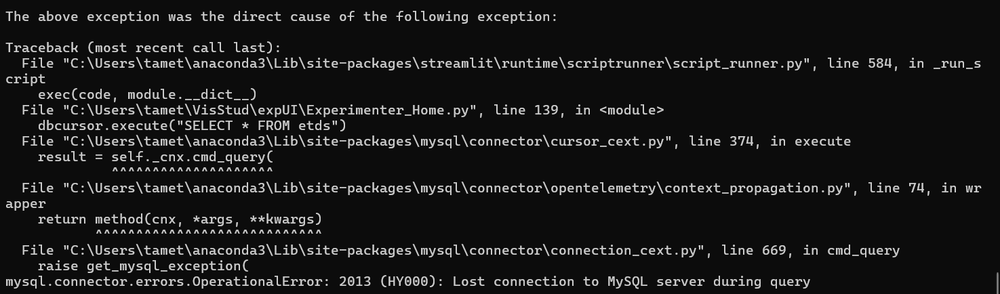 The above exception was the direct cause of the following exception:

Traceback (most recent call last):
  File "C:\Users\tamet\anaconda3\Lib\site-packages\streamlit\runtime\scriptrunner\script_runner.py", line 584, in _run_s
cript
    exec(code, module.__dict__)
  File "C:\Users\tamet\VisStud\expUI\Experimenter_Home.py", line 139, in <module>
    dbcursor.execute("SELECT * FROM etds")
  File "C:\Users\tamet\anaconda3\Lib\site-packages\mysql\connector\cursor_cext.py", line 374, in execute
    result = self._cnx.cmd_query(
             ^^^^^^^^^^^^^^^^^^^^
  File "C:\Users\tamet\anaconda3\Lib\site-packages\mysql\connector\opentelemetry\context_propagation.py", line 74, in wr
apper
    return method(cnx, *args, **kwargs)
           ^^^^^^^^^^^^^^^^^^^^^^^^^^^^
  File "C:\Users\tamet\anaconda3\Lib\site-packages\mysql\connector\connection_cext.py", line 669, in cmd_query
    raise get_mysql_exception(
mysql.connector.errors.OperationalError: 2013 (HY000): Lost connection to MySQL server during query